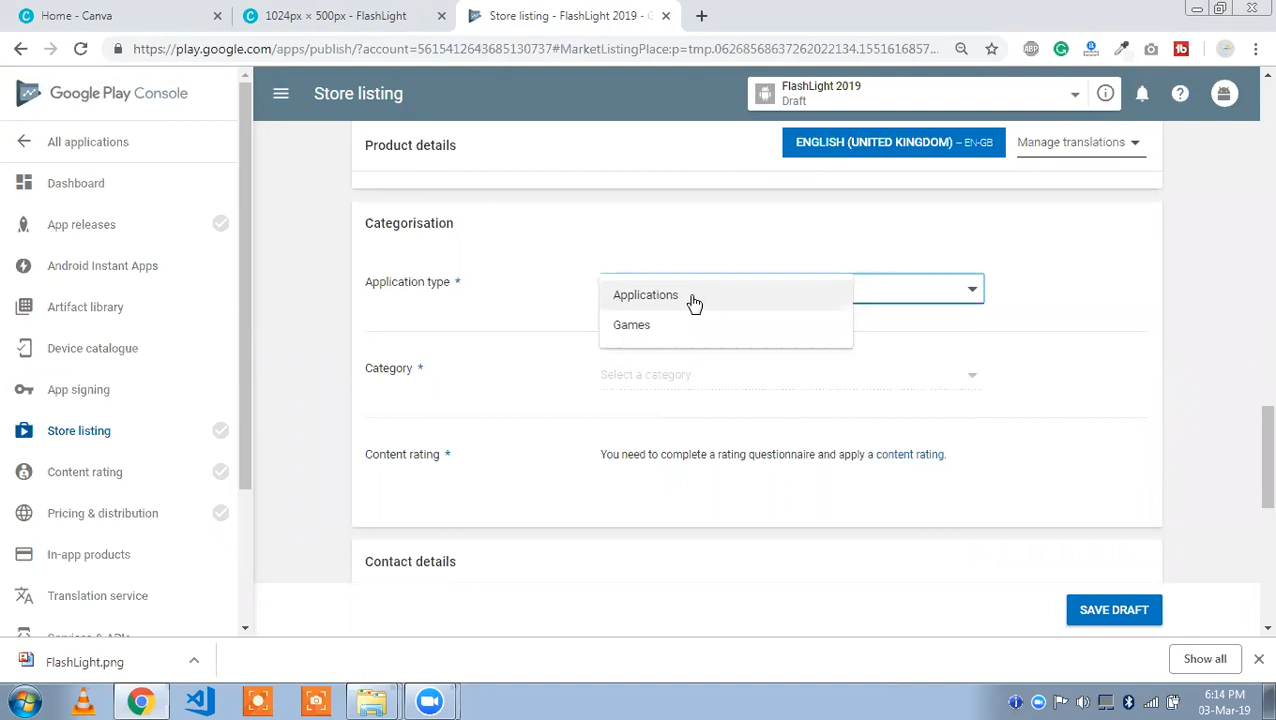 Home - Canva
1024px × 500px - FlashLight
Store listing - FlashLight 2019 - G
https://play.google.com/apps/publish/?account=5615412643685130737#MarketListingPlace:p=tmp.06268568637262022134.1551616857...
ABP
Google Play Console
Store listing
FlashLight 2019
Draft
All applications
Dashboard
App releases
Android Instant Apps
Artifact library
Device catalogue
App signing
Store listing
Content rating
Pricing & distribution
In-app products
Translation service
Services & APIs
Product details
ENGLISH (UNITED KINGDOM) – EN-GB
Manage translations
Categorisation
Application type *
Applications
Games
Category *
Select a category
Content rating *
You need to complete a rating questionnaire and apply a content rating.
Contact details
SAVE DRAFT
FlashLight.png
Show all
6:14 PM
03-Mar-19